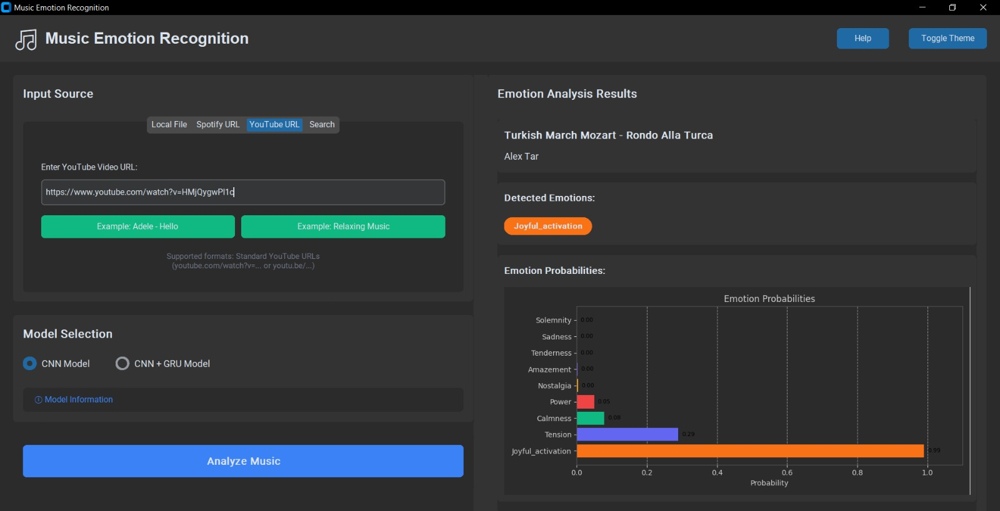 Music Emotion Recognition
Music Emotion Recognition
Help
Toggle Theme
Input Source
Local File
Spotify URL
YouTube URL
Search
Enter YouTube Video URL:
https://www.youtube.com/watch?v=HMjQygwPI1c
Example: Adele - Hello
Example: Relaxing Music
Supported formats: Standard YouTube URLs
(youtube.com/watch?v=... or youtu.be/...)
Model Selection
CNN Model
CNN + GRU Model
ⓘ Model Information
Analyze Music
Emotion Analysis Results
Turkish March Mozart - Rondo Alla Turca
Alex Tar
Detected Emotions:
Joyful_activation
Emotion Probabilities:
Emotion Probabilities
Solemnity 0.00
Sadness 0.00
Tenderness 0.00
Amazement 0.00
Nostalgia 0.00
Power 0.05
Calmness 0.08
Tension 0.29
Joyful_activation 0.99
0.0 0.2 0.4 0.6 0.8 1.0
Probability